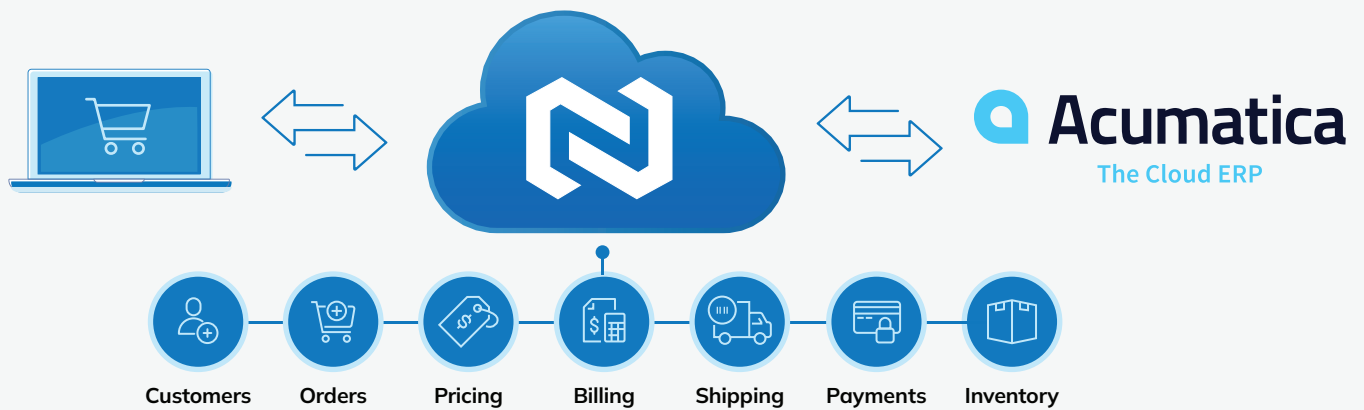 Acumatica
The Cloud ERP
Customers Orders Pricing Billing Shipping Payments Inventory